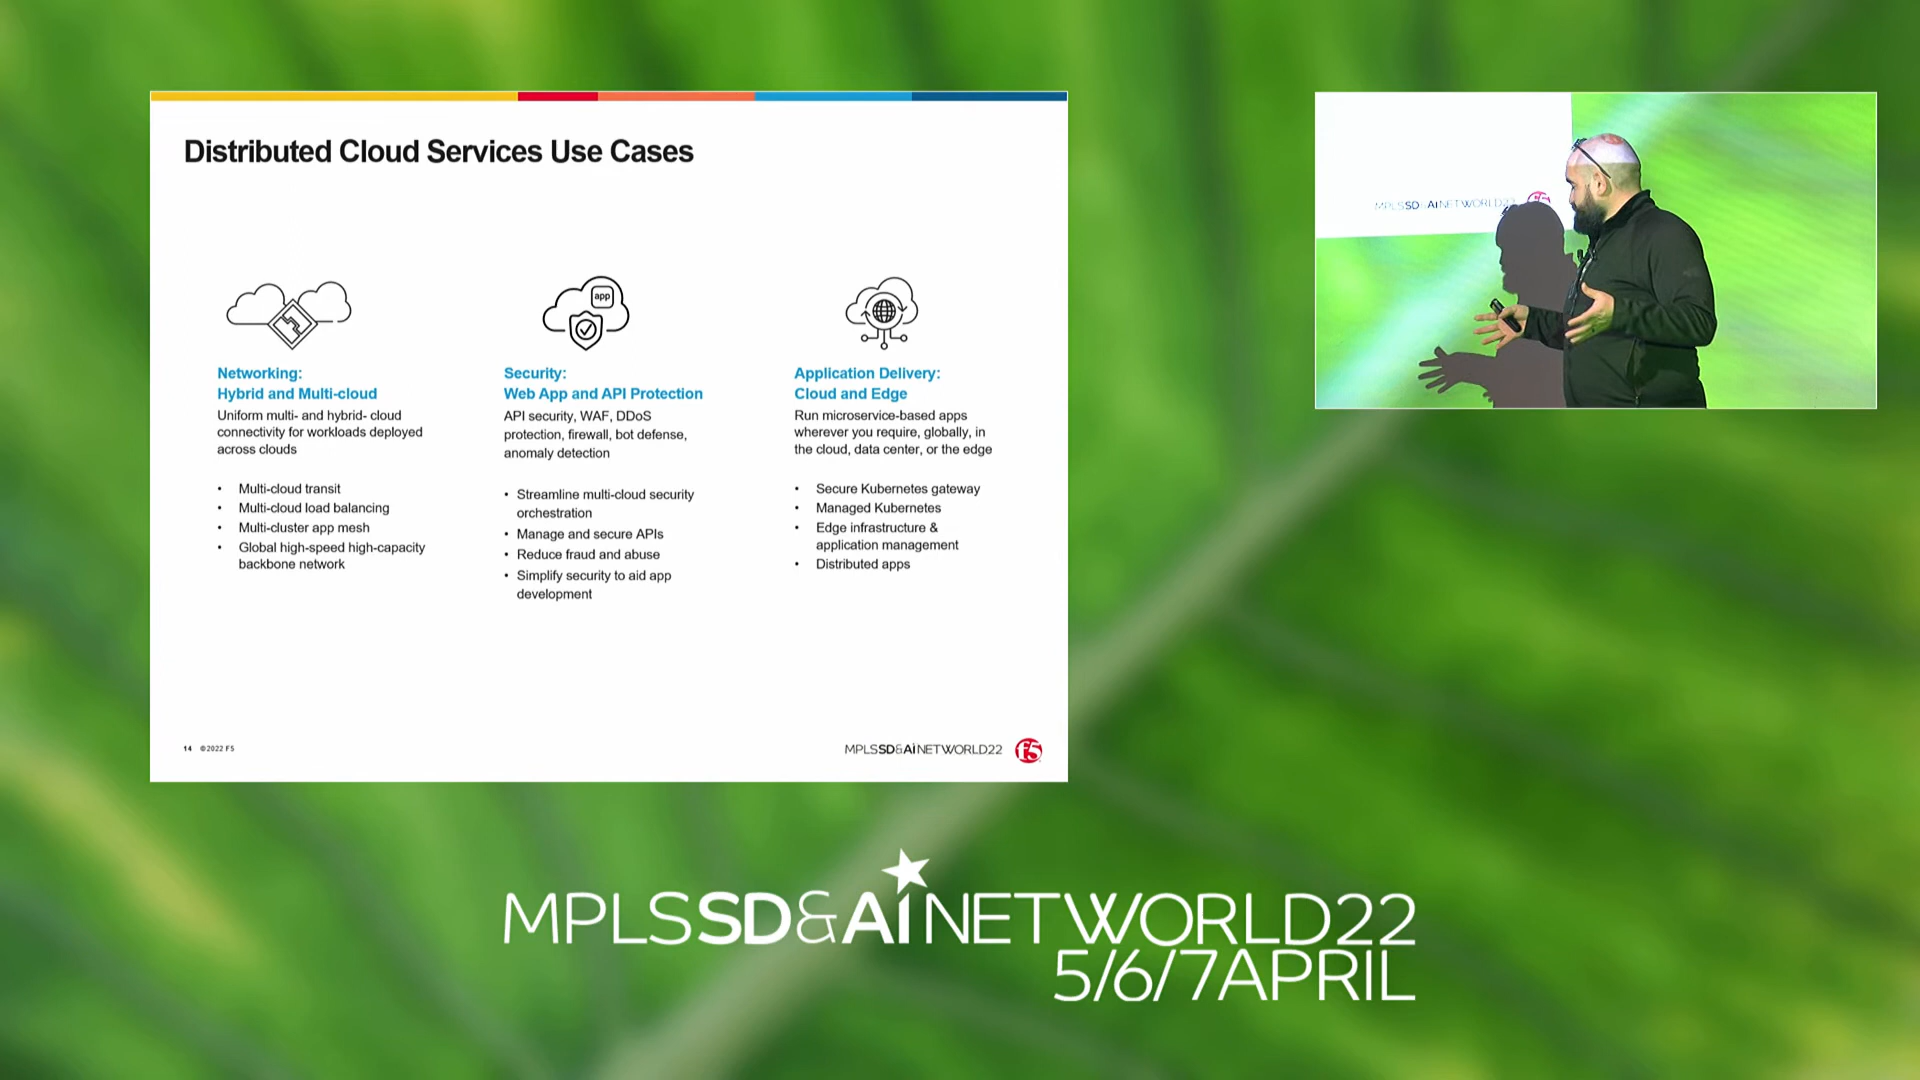 Distributed Cloud Services Use Cases
app
Networking:
Hybrid and Multi-cloud
Uniform multi- and hybrid- cloud
connectivity for workloads deployed
across clouds
• Multi-cloud transit
• Multi-cloud load balancing
• Multi-cluster app mesh
• Global high-speed high-capacity
backbone network
Security:
Web App and API Protection
API security, WAF, DDoS
protection, firewall, bot defense,
anomaly detection
• Streamline multi-cloud security
orchestration
• Manage and secure APIs
• Reduce fraud and abuse
• Simplify security to aid app
development
Application Delivery:
Cloud and Edge
Run microservice-based apps
wherever you require, globally, in
the cloud, data center, or the edge
• Secure Kubernetes gateway
• Managed Kubernetes
• Edge infrastructure &
application management
• Distributed apps
14 ©2022 F5
MPLSSD&AiNETWORLD22 f5
MPLSSD&AiNETWORLD22 f5
MPLSSD&AiNETWORLD22
5/6/7APRIL